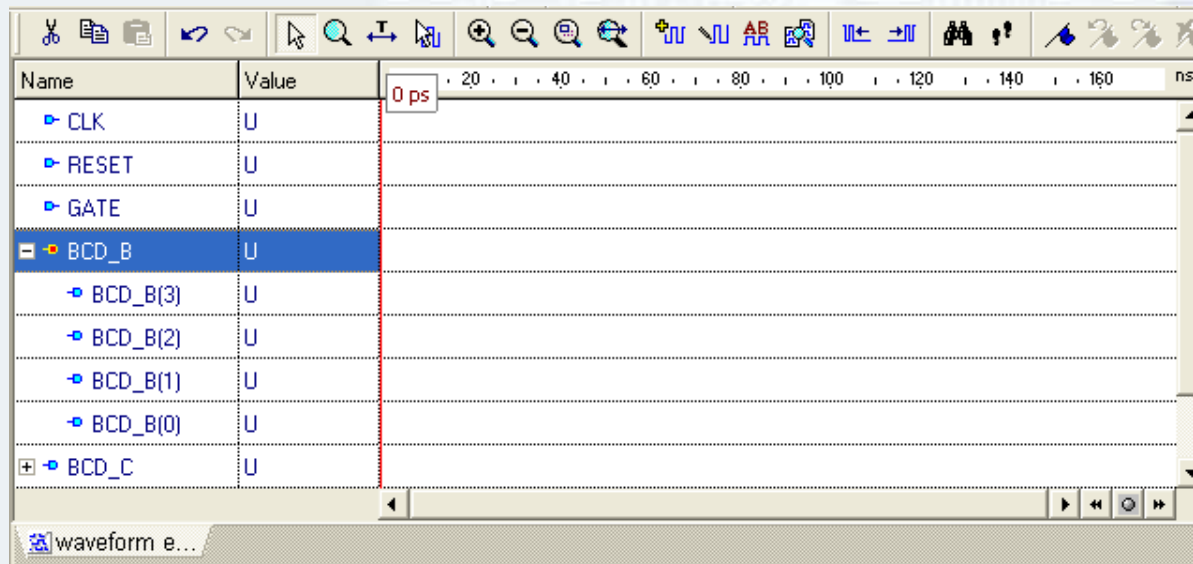 AB
Name Value 20 40 60 80 100 120 140 160 ns
0 ps
CLK U
RESET U
GATE U
BCD_B U
BCD_B(3) U
BCD_B(2) U
BCD_B(1) U
BCD_B(0) U
BCD_C U
waveform e...